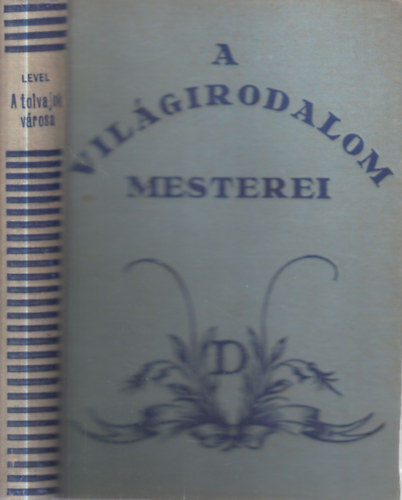 LEVEL
A tolvajok
városa
A
VILÁGIRODALOM
MESTEREI
D